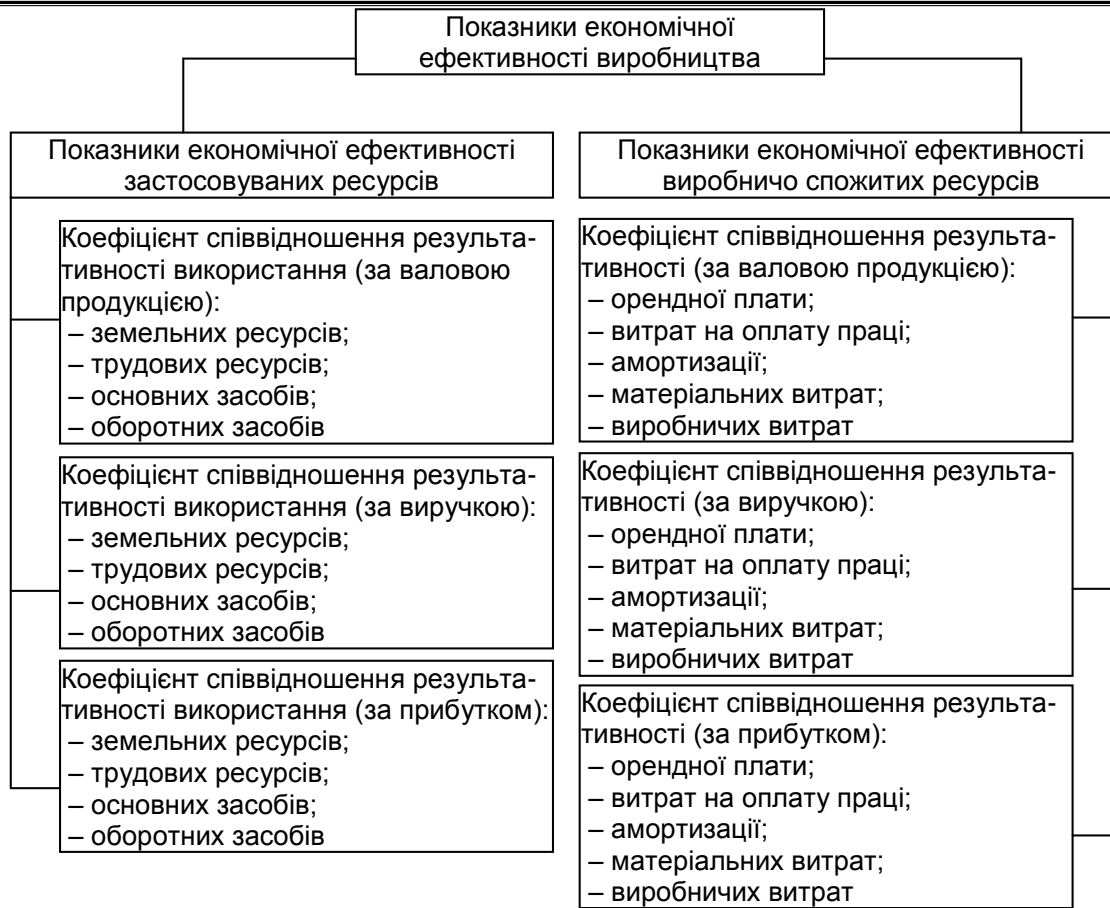 Показники економічної
ефективності виробництва
Показники економічної ефективності
застосовуваних ресурсів
Коефіцієнт співвідношення результа-
тивності використання (за валовою
продукцією):
– земельних ресурсів;
– трудових ресурсів;
– основних засобів;
– оборотних засобів
Коефіцієнт співвідношення результа-
тивності використання (за виручкою):
– земельних ресурсів;
– трудових ресурсів;
– основних засобів;
– оборотних засобів
Коефіцієнт співвідношення результа-
тивності використання (за прибутком):
– земельних ресурсів;
– трудових ресурсів;
– основних засобів;
– оборотних засобів
Показники економічної ефективності
виробничо спожитих ресурсів
Коефіцієнт співвідношення результа-
тивності (за валовою продукцією):
– орендної плати;
– витрат на оплату праці;
– амортизації;
– матеріальних витрат;
– виробничих витрат
Коефіцієнт співвідношення результа-
тивності (за виручкою):
– орендної плати;
– витрат на оплату праці;
– амортизації;
– матеріальних витрат;
– виробничих витрат
Коефіцієнт співвідношення результа-
тивності (за прибутком):
– орендної плати;
– витрат на оплату праці;
– амортизації;
– матеріальних витрат;
– виробничих витрат